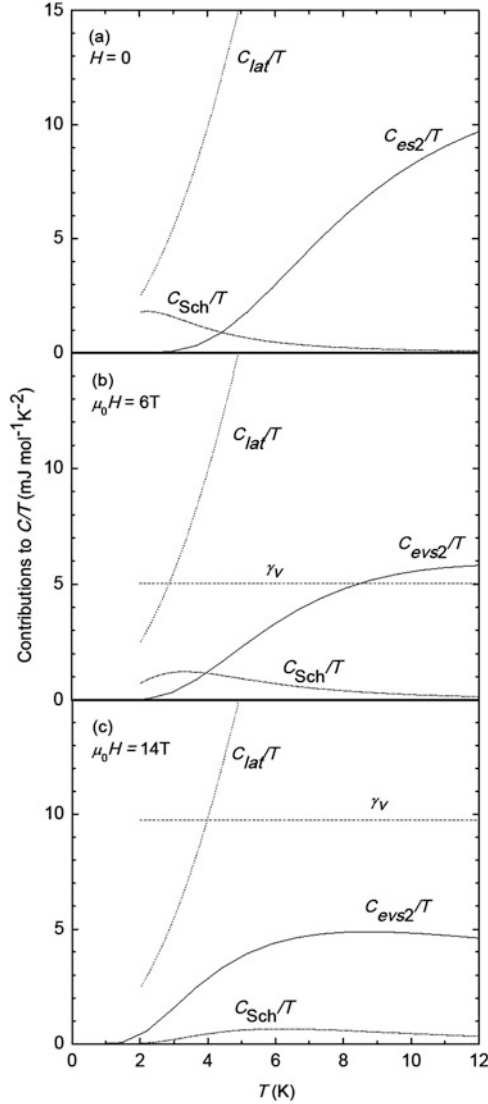 15
(a)
H = 0
C_lat/T
C_es2/T
C_Sch/T
10
5
0
(b)
μ₀H = 6T
C_lat/T
C_evs2/T
γ_v
C_Sch/T
10
5
0
(c)
μ₀H = 14T
C_lat/T
γ_v
C_evs2/T
C_Sch/T
10
5
0
0 2 4 6 8 10 12
T (K)
Contributions to C/T (mJ mol⁻¹K⁻²)